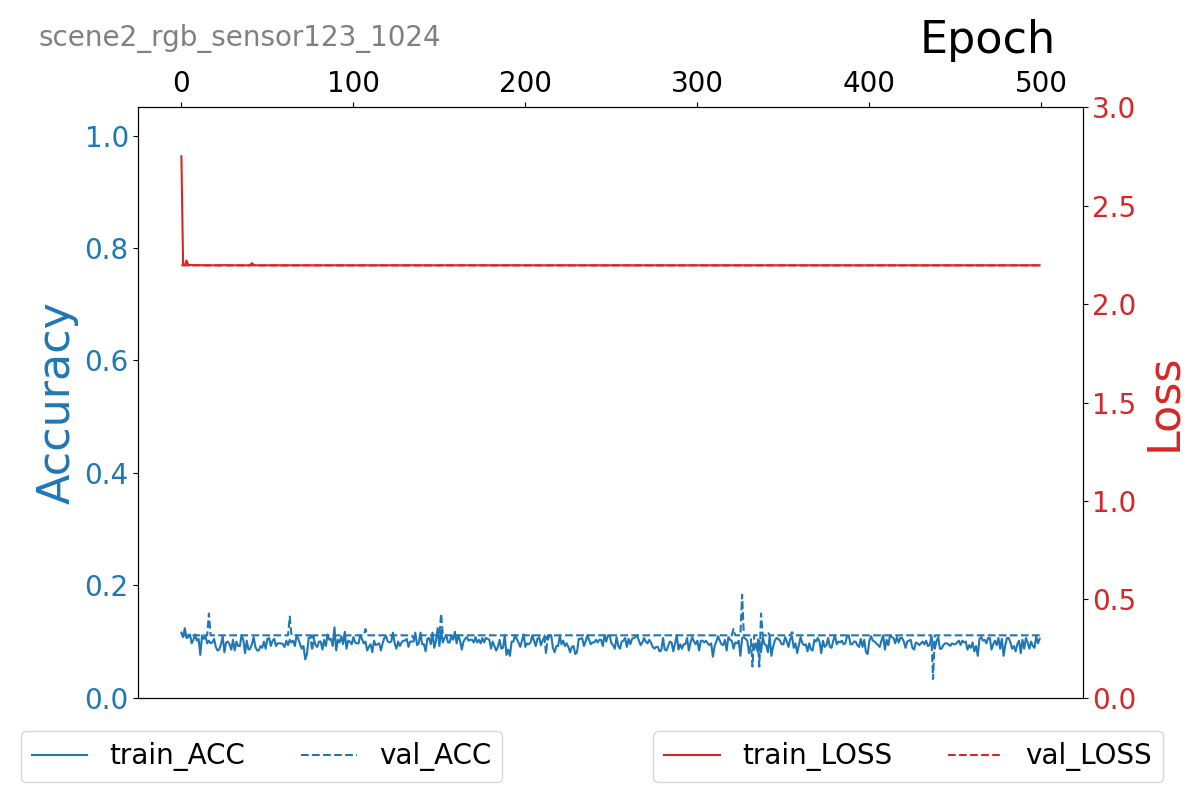 scene2_rgb_sensor123_1024
Epoch
0 100 200 300 400 500
1.0
0.8
0.6
0.4
0.2
0.0
Accuracy
3.0
2.5
2.0
1.5
1.0
0.5
0.0
Loss
train_ACC val_ACC
train_LOSS val_LOSS